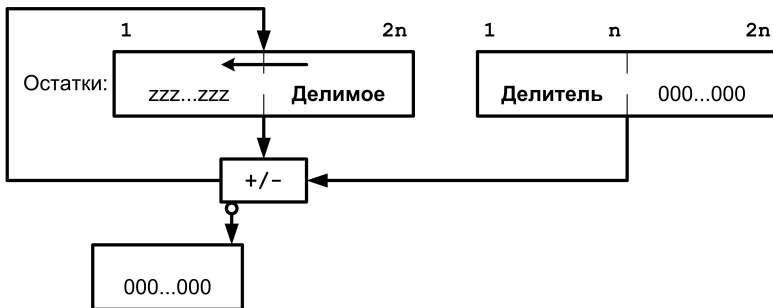 1 2n 1 n 2n
Остатки: zzz...zzz Делимое Делитель 000...000
+/-
000...000